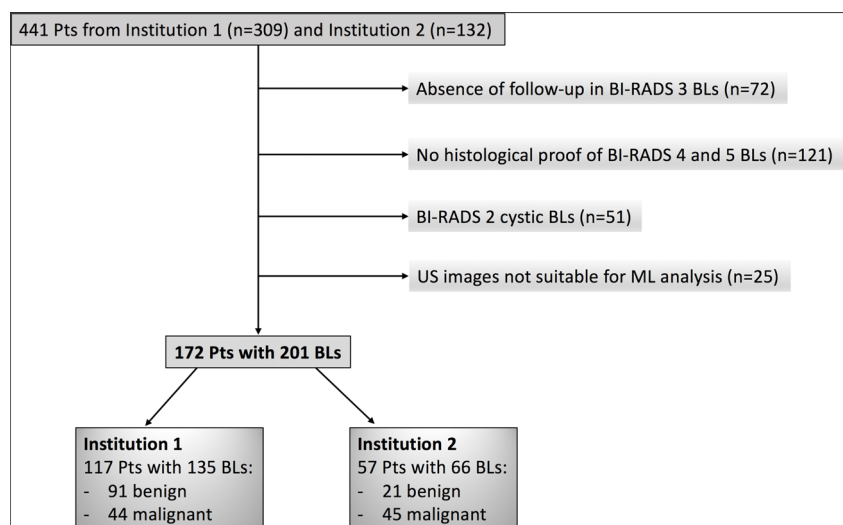 441 Pts from Institution 1 (n=309) and Institution 2 (n=132)
Absence of follow-up in BI-RADS 3 BLs (n=72)
No histological proof of BI-RADS 4 and 5 BLs (n=121)
BI-RADS 2 cystic BLs (n=51)
US images not suitable for ML analysis (n=25)
172 Pts with 201 BLs
Institution 1
117 Pts with 135 BLs:
- 91 benign
- 44 malignant
Institution 2
57 Pts with 66 BLs:
- 21 benign
- 45 malignant